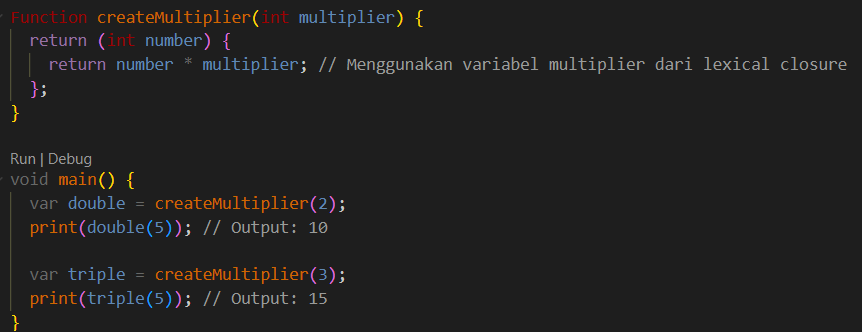 Function createMultiplier(int multiplier) {
  return (int number) {
    return number * multiplier; // Menggunakan variabel multiplier dari lexical closure
  };
}

Run | Debug
void main() {
  var double = createMultiplier(2);
  print(double(5)); // Output: 10

  var triple = createMultiplier(3);
  print(triple(5)); // Output: 15
}